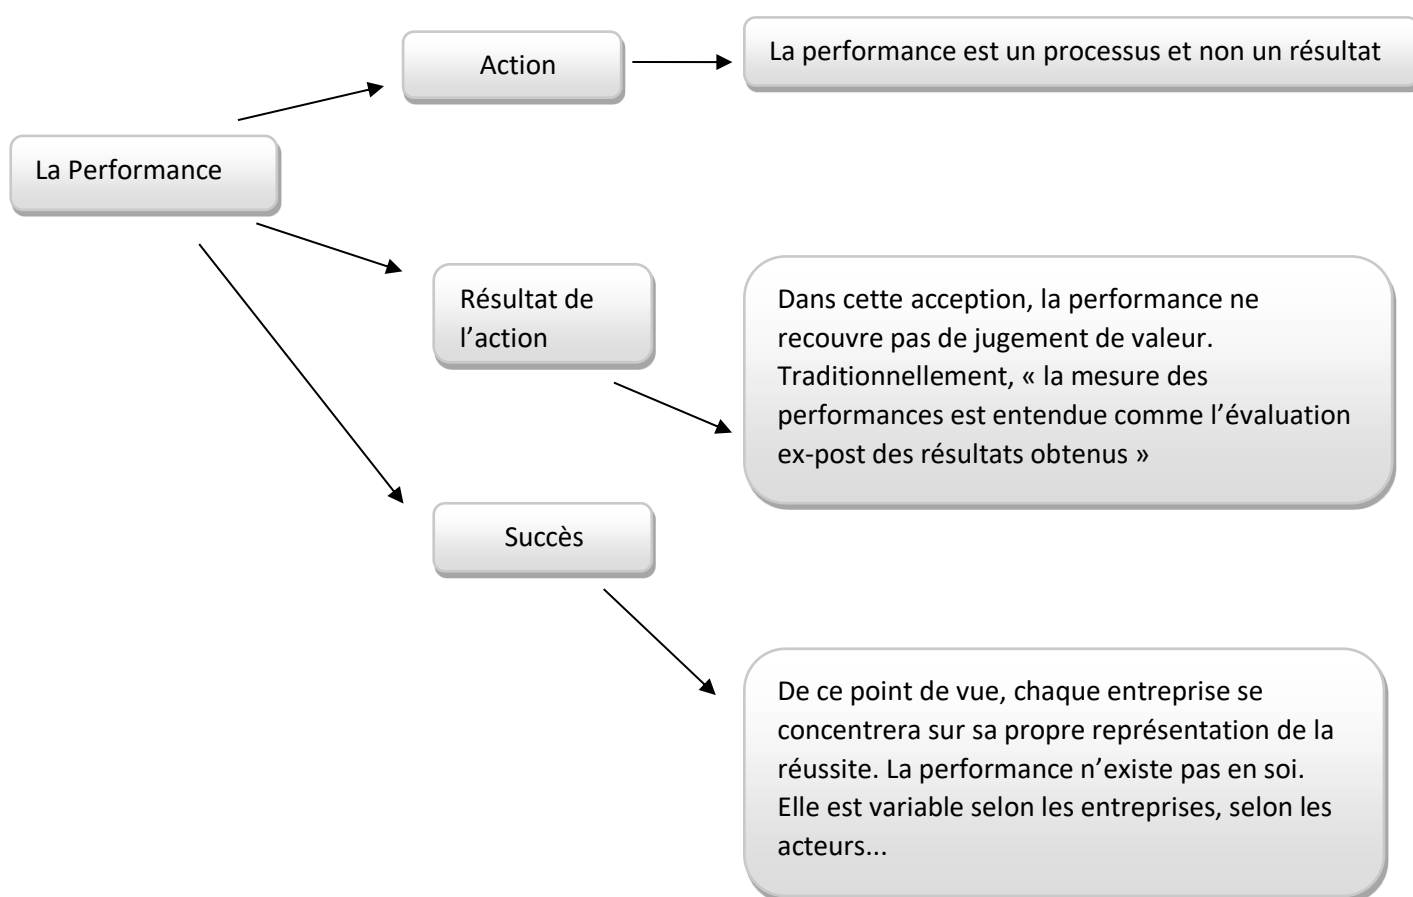 Action
La performance est un processus et non un résultat
La Performance
Résultat de
l’action
Dans cette acception, la performance ne
recouvre pas de jugement de valeur.
Traditionnellement, « la mesure des
performances est entendue comme l’évaluation
ex-post des résultats obtenus »
Succès
De ce point de vue, chaque entreprise se
concentrera sur sa propre représentation de la
réussite. La performance n’existe pas en soi.
Elle est variable selon les entreprises, selon les
acteurs...